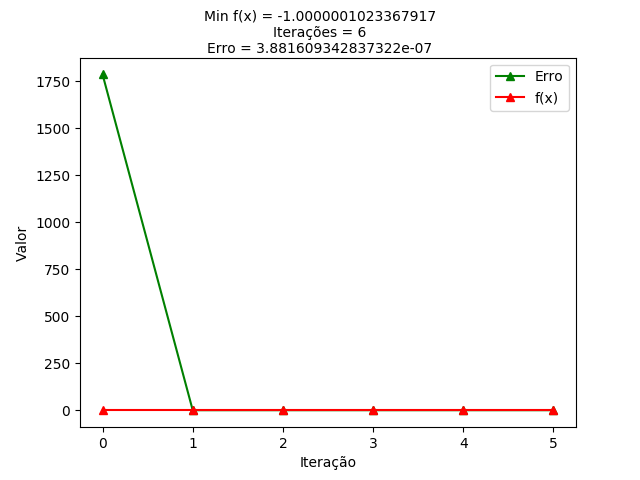 Min f(x) = -1.0000001023367917
Iterações = 6
Erro = 3.881609342837322e-07
Erro
f(x)
Valor
1750
1500
1250
1000
750
500
250
0
0 1 2 3 4 5
Iteração